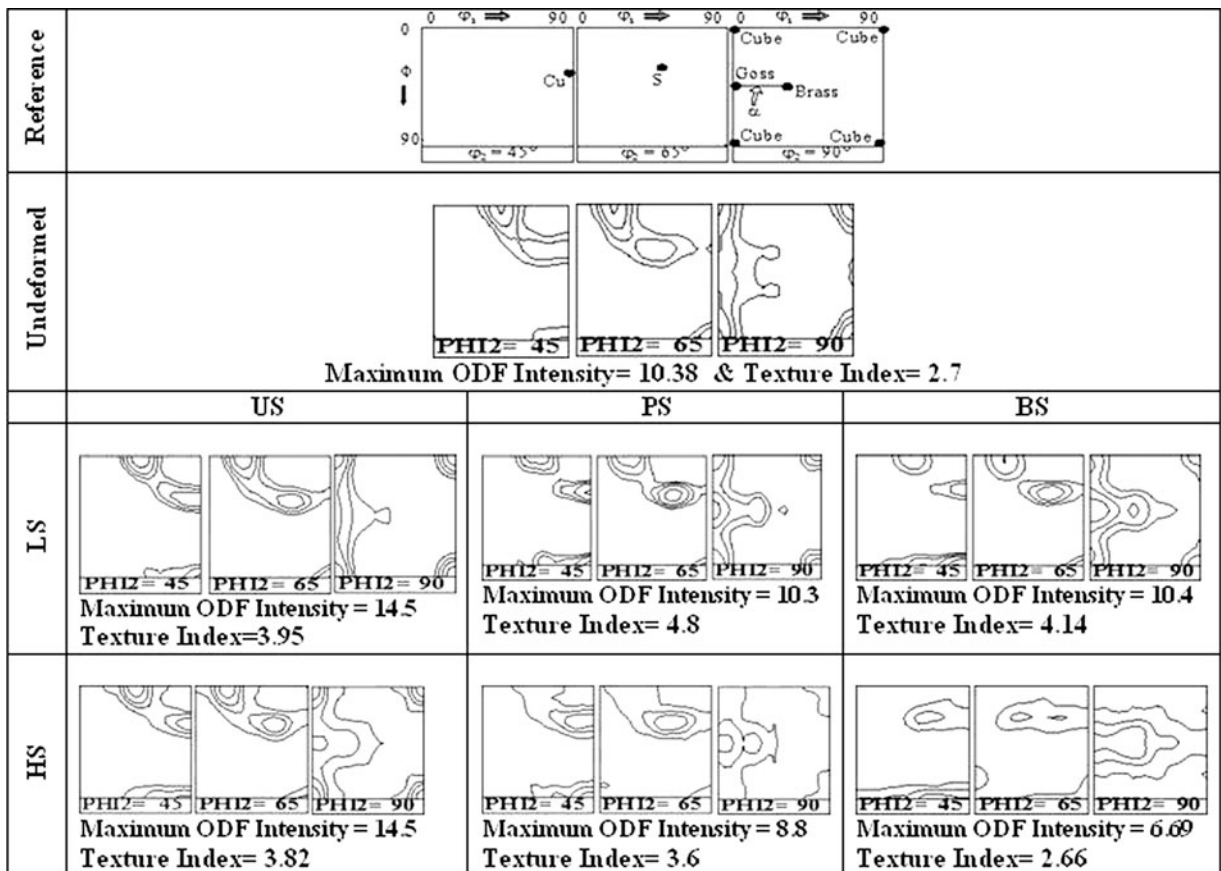 Reference
0 φ₁ ⇒ 90 0 φ₁ ⇒ 90 0 φ₁ ⇒ 90
0
Φ
90
Cu
S
Cube Cube
Goss
Brass
α
Cube Cube
φ₂ = 45° φ₂ = 65° φ₂ = 90°
Undeformed
PHI2= 45 PHI2= 65 PHI2= 90
Maximum ODF Intensity= 10.38 & Texture Index= 2.7
US PS BS
LS
PHI2= 45 PHI2= 65 PHI2= 90
Maximum ODF Intensity = 14.5
Texture Index=3.95
PHI2= 45 PHI2= 65 PHI2= 90
Maximum ODF Intensity = 10.3
Texture Index= 4.8
PHI2= 45 PHI2= 65 PHI2= 90
Maximum ODF Intensity = 10.4
Texture Index= 4.14
HS
PHI2= 45 PHI2= 65 PHI2= 90
Maximum ODF Intensity = 14.5
Texture Index= 3.82
PHI2= 45 PHI2= 65 PHI2= 90
Maximum ODF Intensity = 8.8
Texture Index= 3.6
PHI2= 45 PHI2= 65 PHI2= 90
Maximum ODF Intensity = 6.69
Texture Index= 2.66